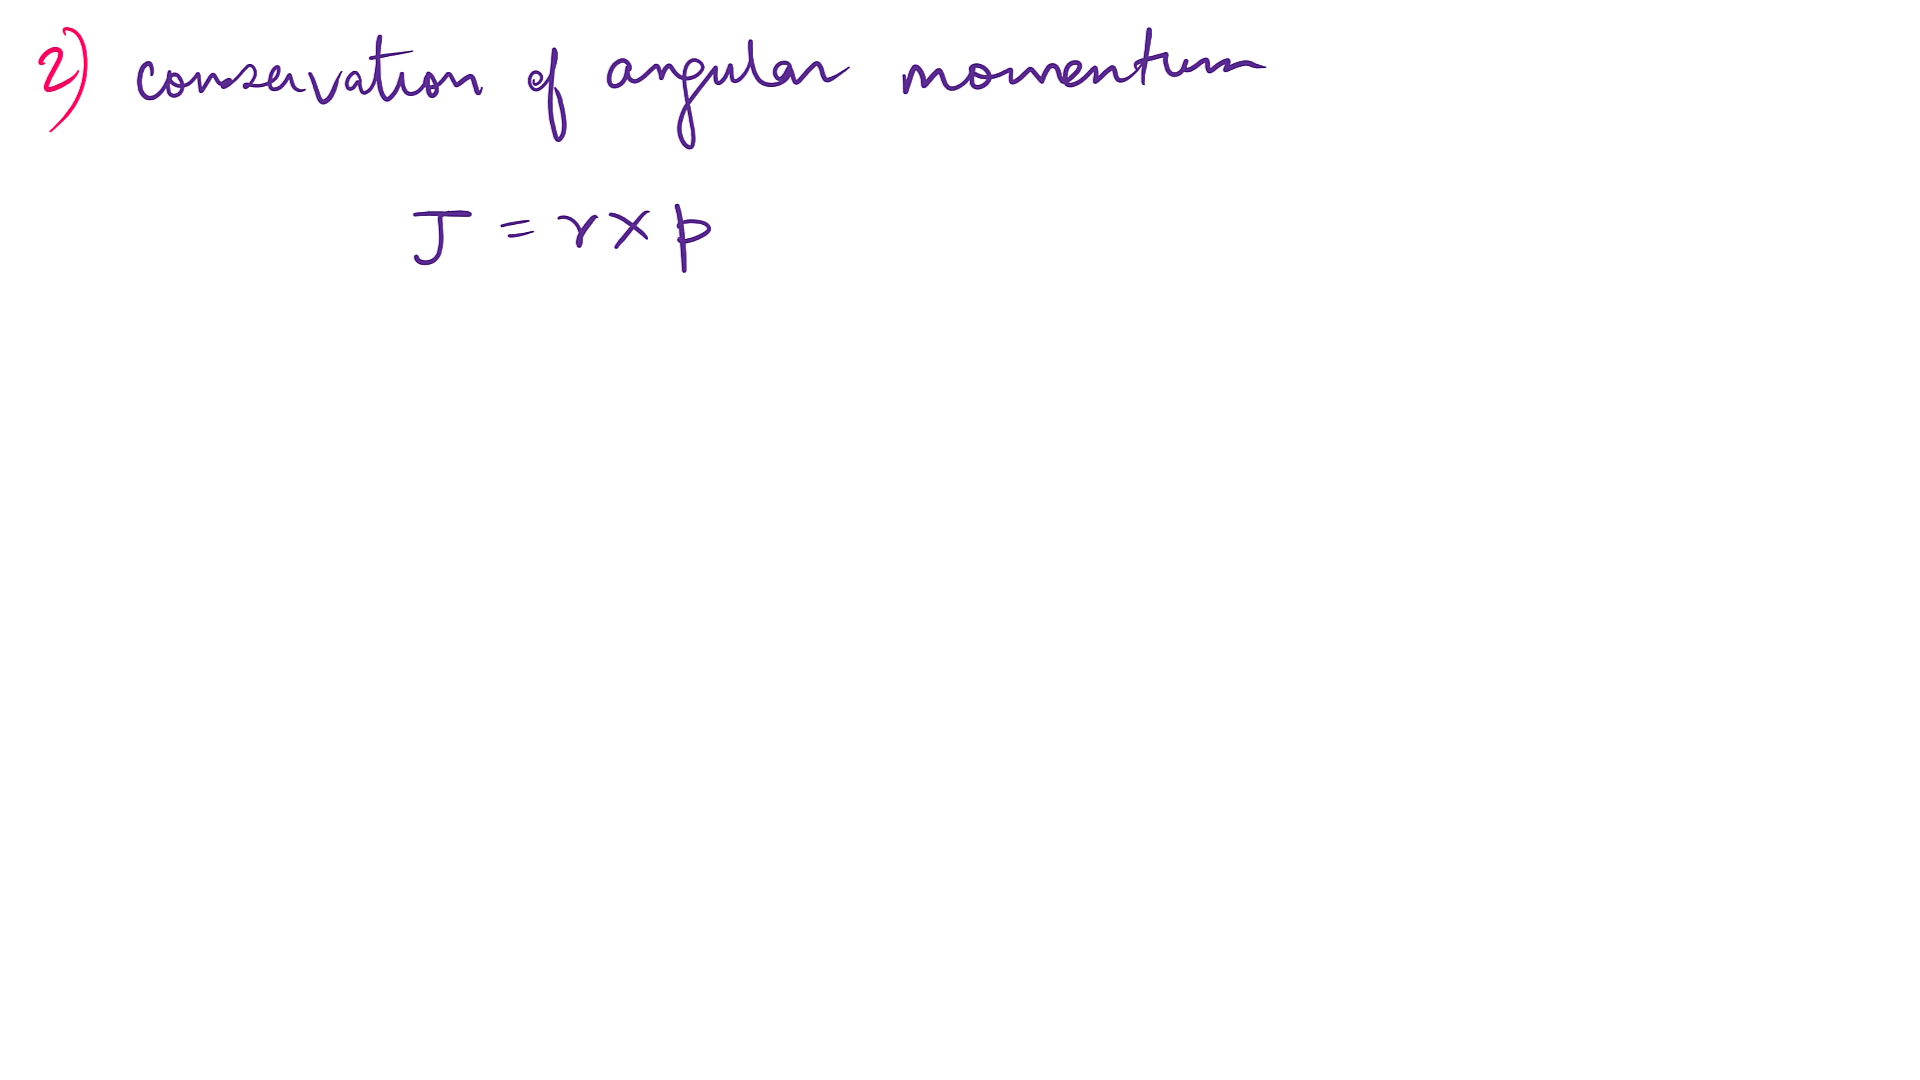 2) conservation of angular momentum
J = r × p